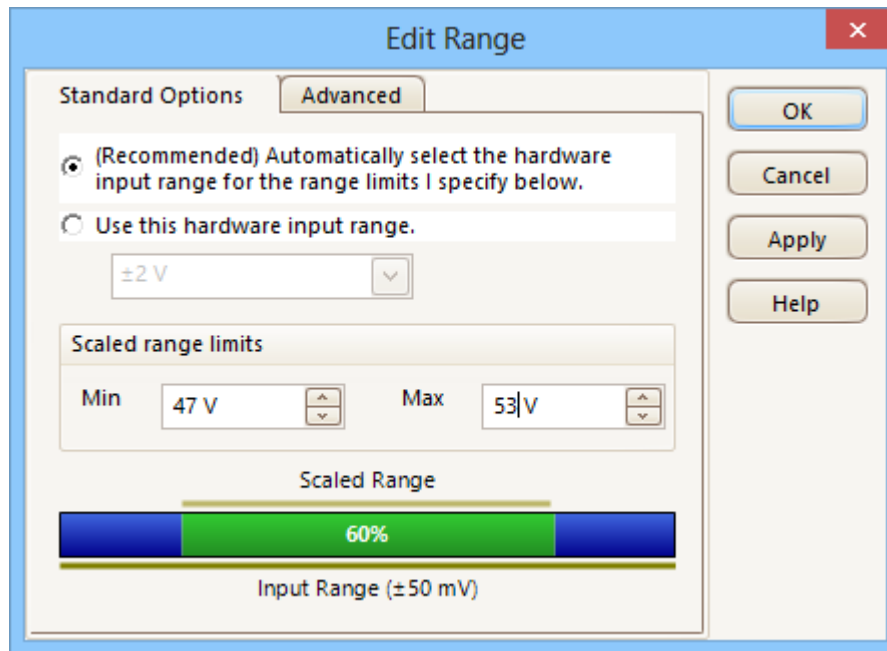 Edit Range
Standard Options
Advanced
(Recommended) Automatically select the hardware
input range for the range limits I specify below.
Use this hardware input range.
±2 V
Scaled range limits
Min
47 V
Max
53 V
Scaled Range
60%
Input Range (±50 mV)
OK
Cancel
Apply
Help